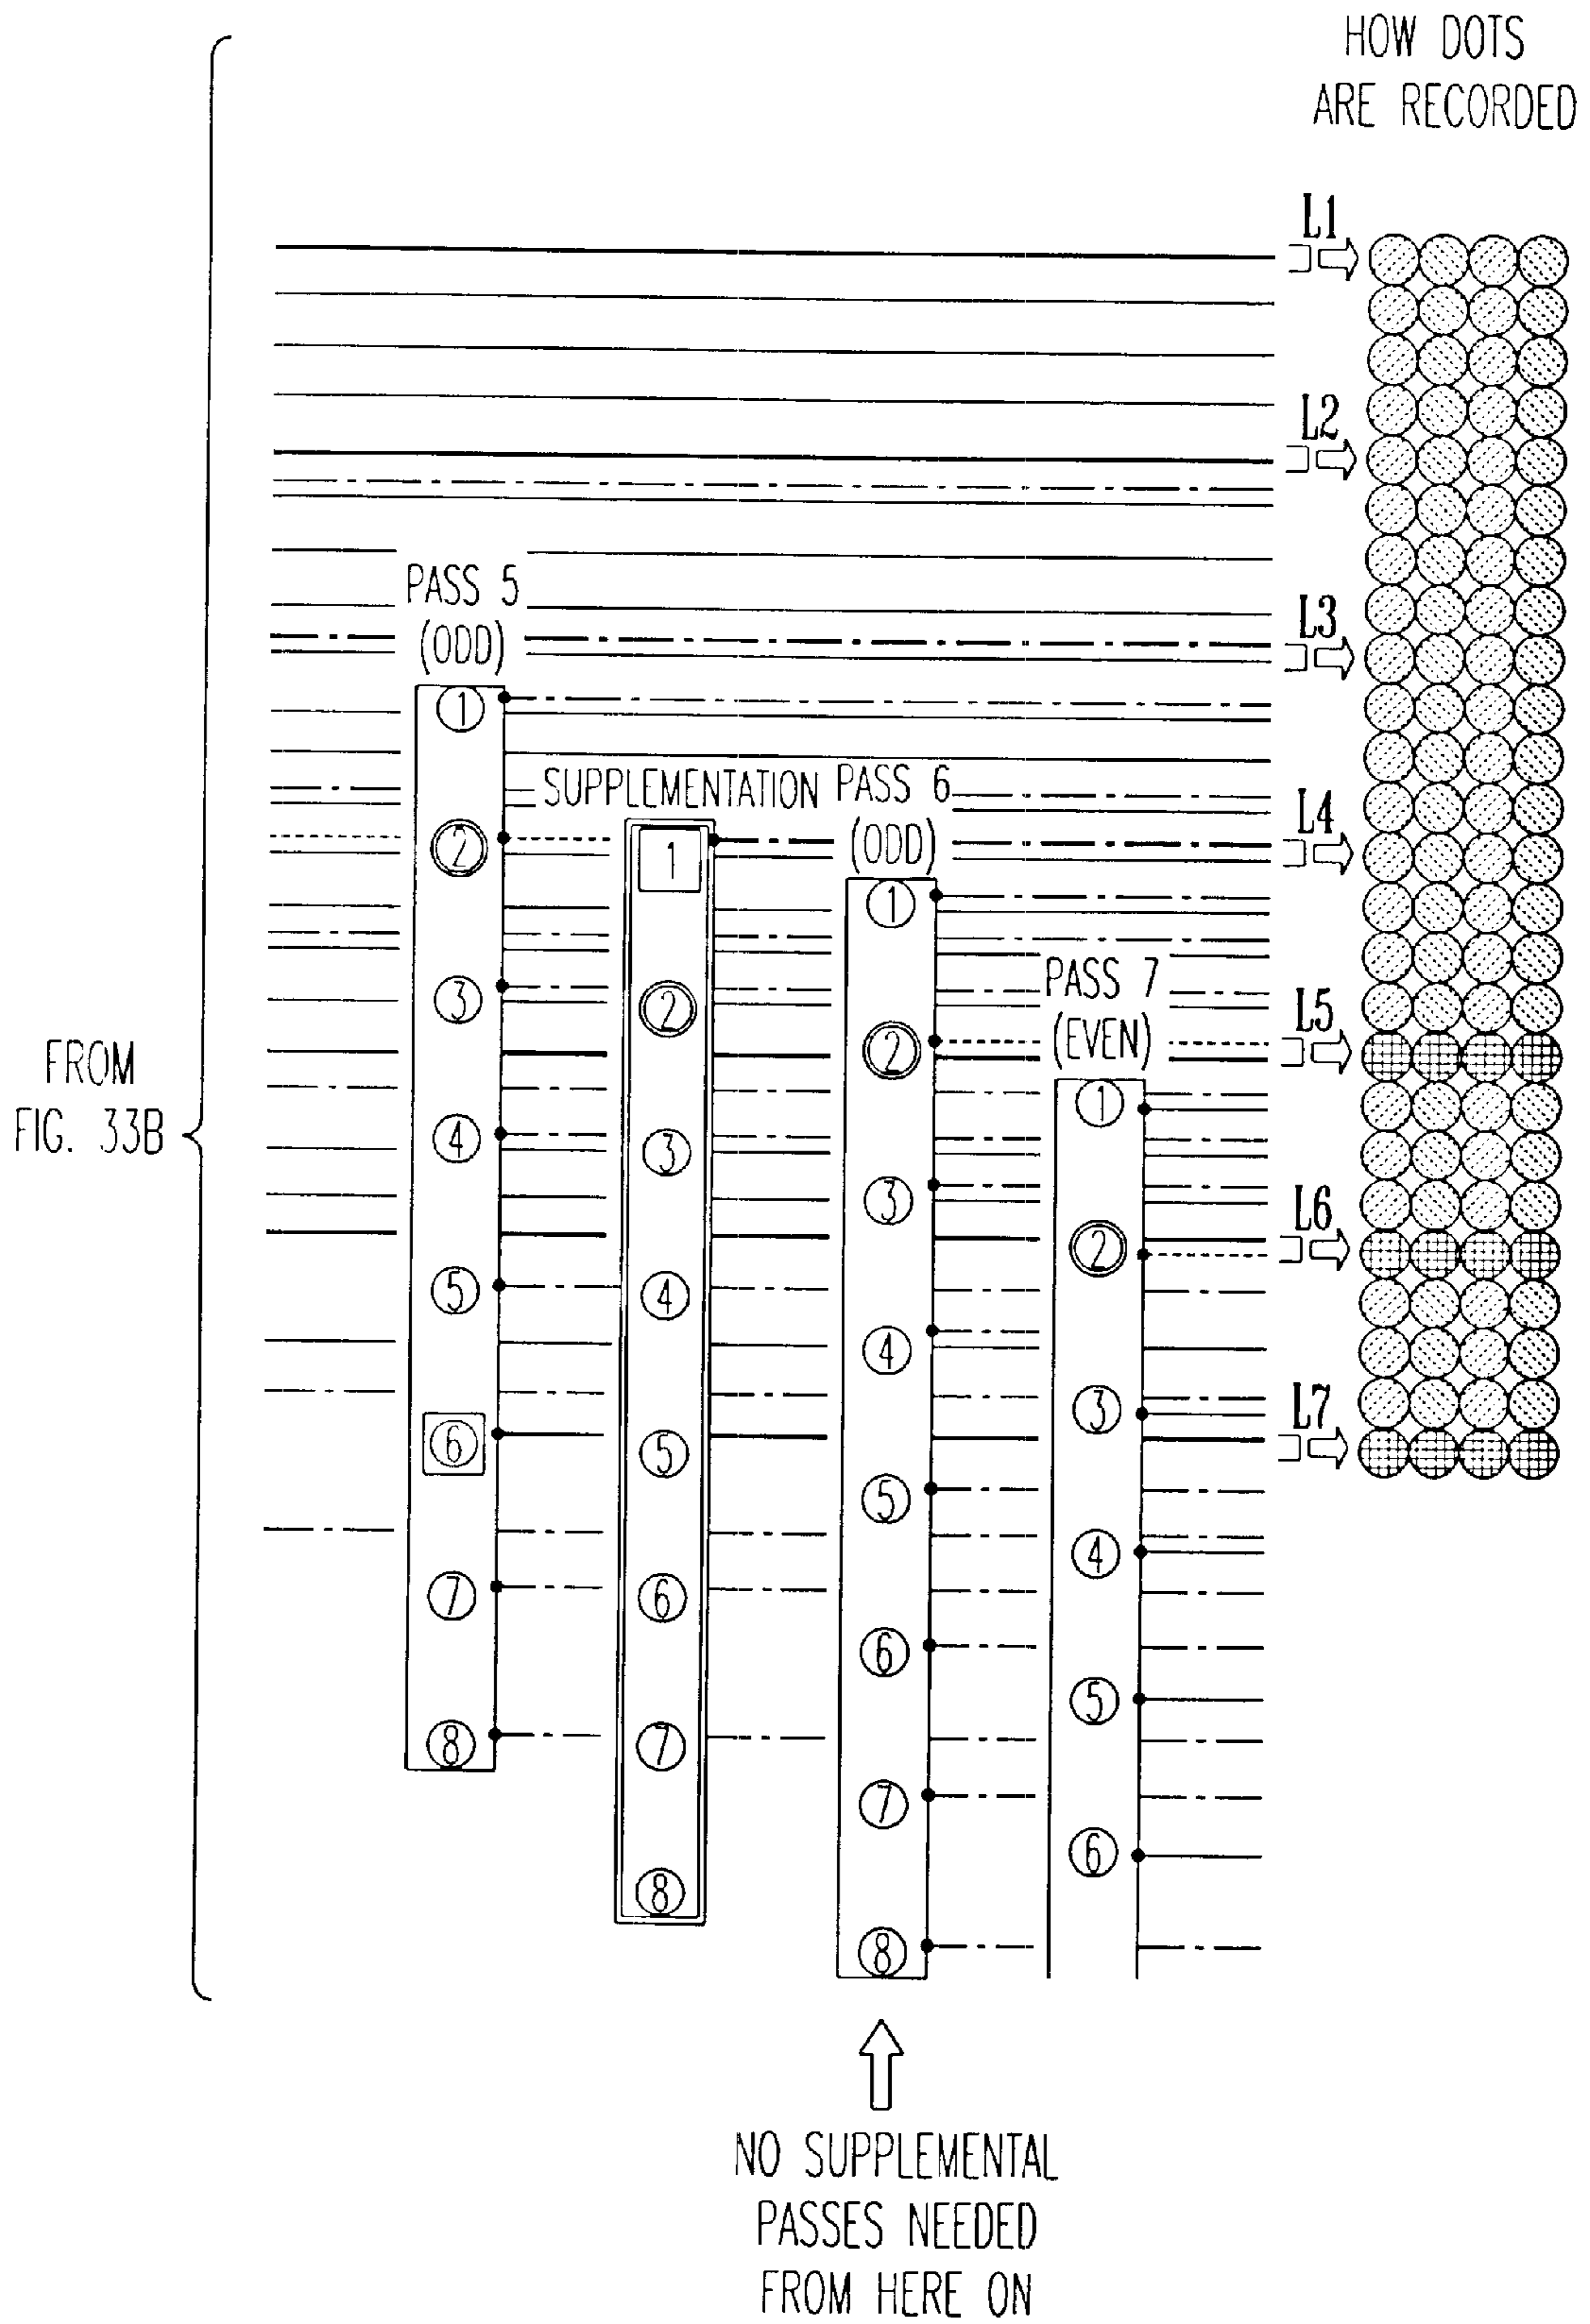 HOW DOTS
ARE RECORDED
L1
L2
L3
L4
L5
L6
L7
FROM
FIG. 33B
PASS 5
(ODD)
1
2
3
4
5
6
7
8
SUPPLEMENTATION
1
2
3
4
5
6
7
8
PASS 6
(ODD)
1
2
3
4
5
6
7
8
PASS 7
(EVEN)
1
2
3
4
5
6
NO SUPPLEMENTAL
PASSES NEEDED
FROM HERE ON